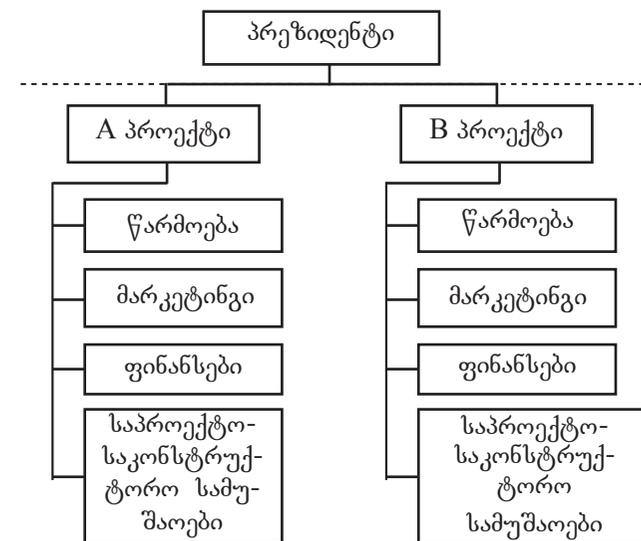 პრეზიდენტი
A პროექტი
წარმოება
მარკეტინგი
ფინანსები
საპროექტო-
საკონსტრუქ-
ტორო სამუ-
შაოები
B პროექტი
წარმოება
მარკეტინგი
ფინანსები
საპროექტო-
საკონსტრუქ-
ტორო
სამუშაოები